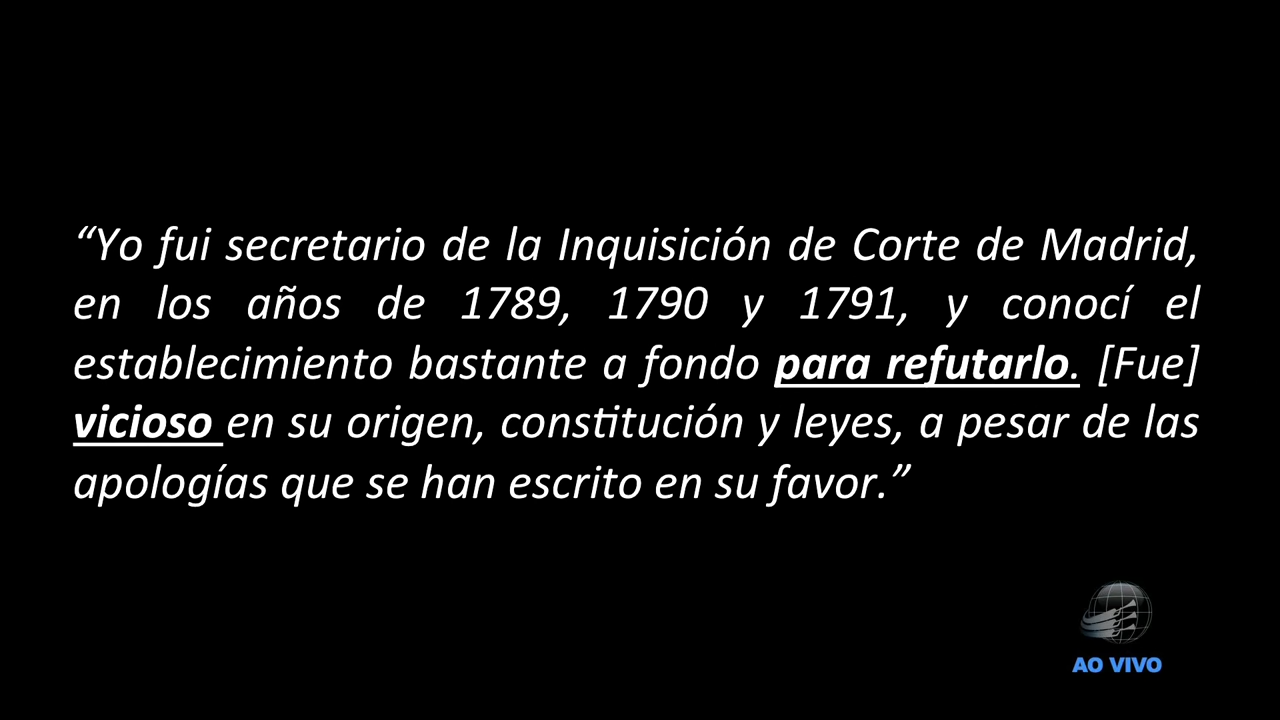 “Yo fui secretario de la Inquisición de Corte de Madrid,
en los años de 1789, 1790 y 1791, y conocí el
establecimiento bastante a fondo para refutarlo. [Fue]
vicioso en su origen, constitución y leyes, a pesar de las
apologías que se han escrito en su favor.”
AO VIVO